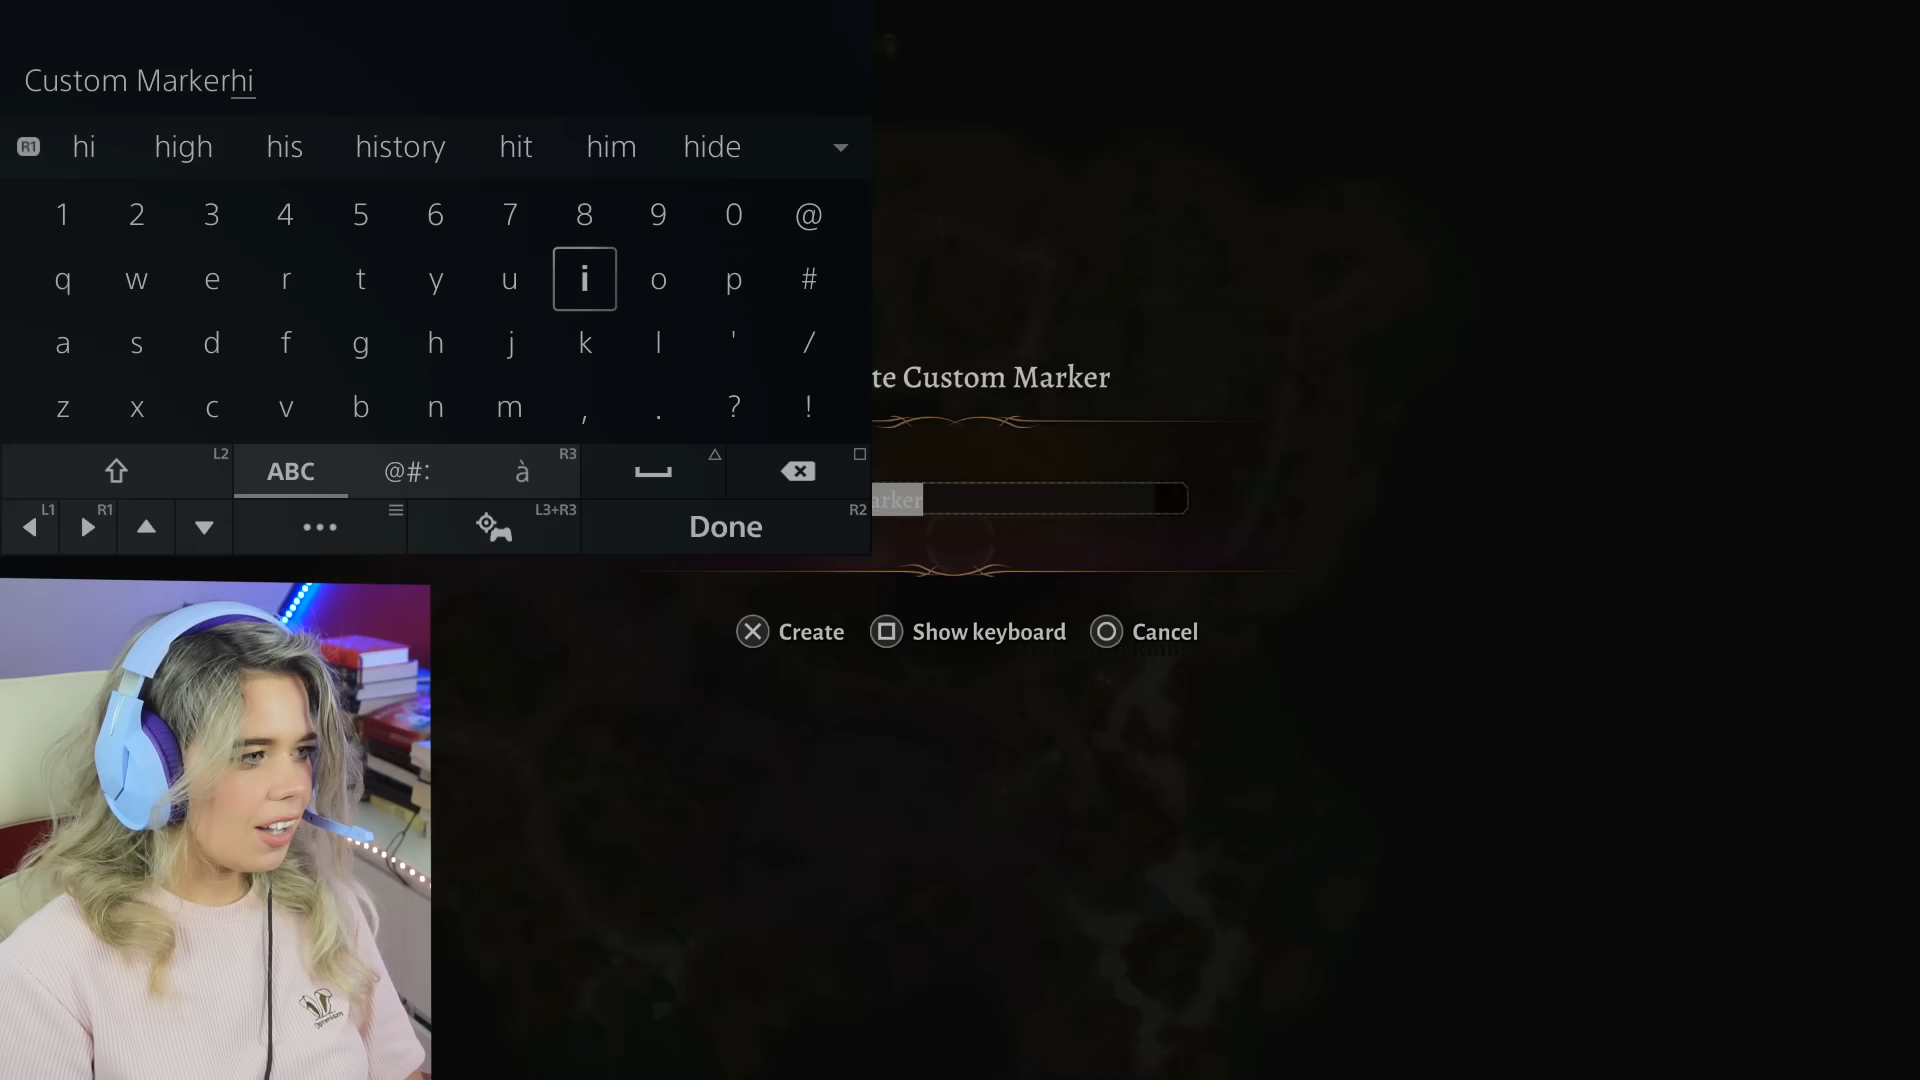 Custom Markerhi
R1 hi high his history hit him hide
1 2 3 4 5 6 7 8 9 0 @
q w e r t y u i o p #
a s d f g h j k l ' /
z x c v b n m , . ? !
L2 ABC @#: à R3
L1 R1 ... L3+R3 Done R2
te Custom Marker
arker
Create Show keyboard Cancel